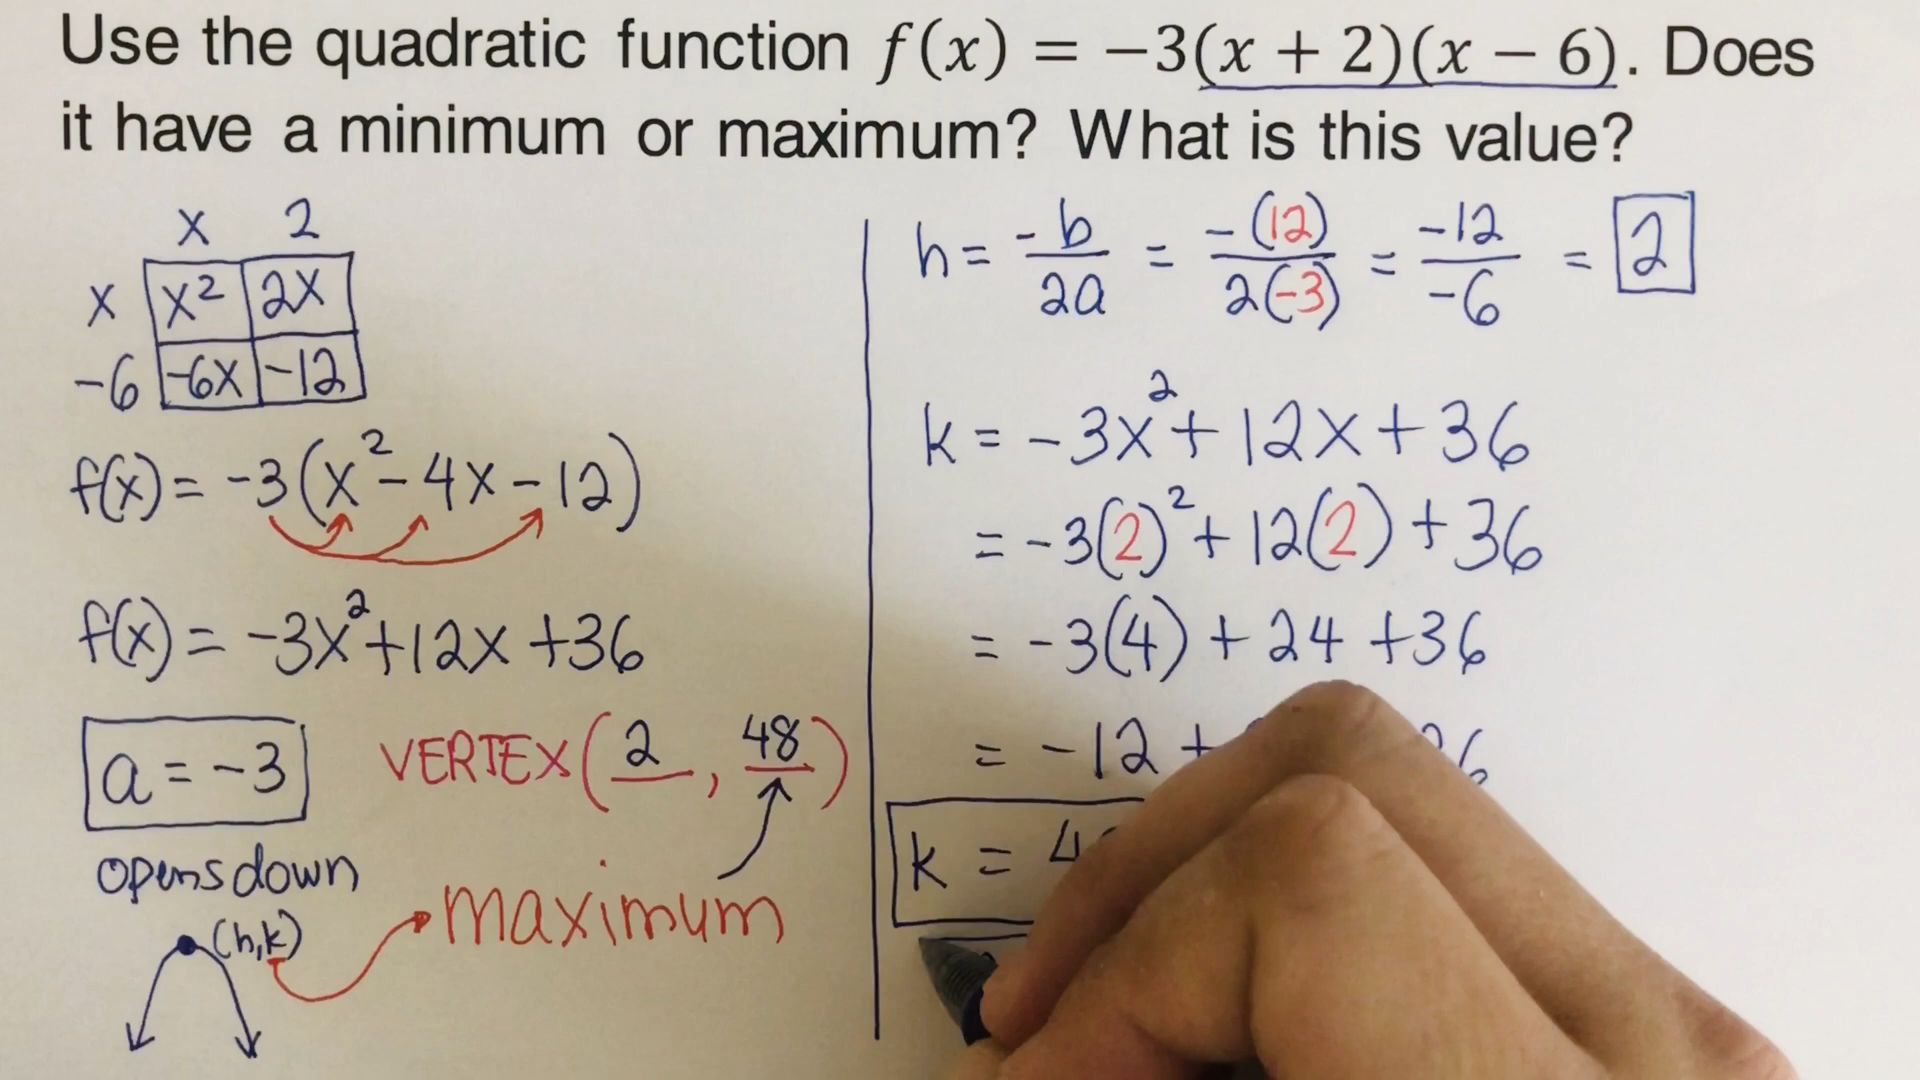 Use the quadratic function f(x) = −3(x + 2)(x − 6). Does
it have a minimum or maximum? What is this value?
x 2
x x² 2x
-6 -6x -12
f(x) = -3(x² - 4x - 12)
f(x) = -3x² + 12x + 36
a = -3
opens down
(h,k)
VERTEX (2, 48)
maximum
h = -b/2a = -(12)/2(-3) = -12/-6 = 2
k = -3x² + 12x + 36
= -3(2)² + 12(2) + 36
= -3(4) + 24 + 36
= -12 +
k =